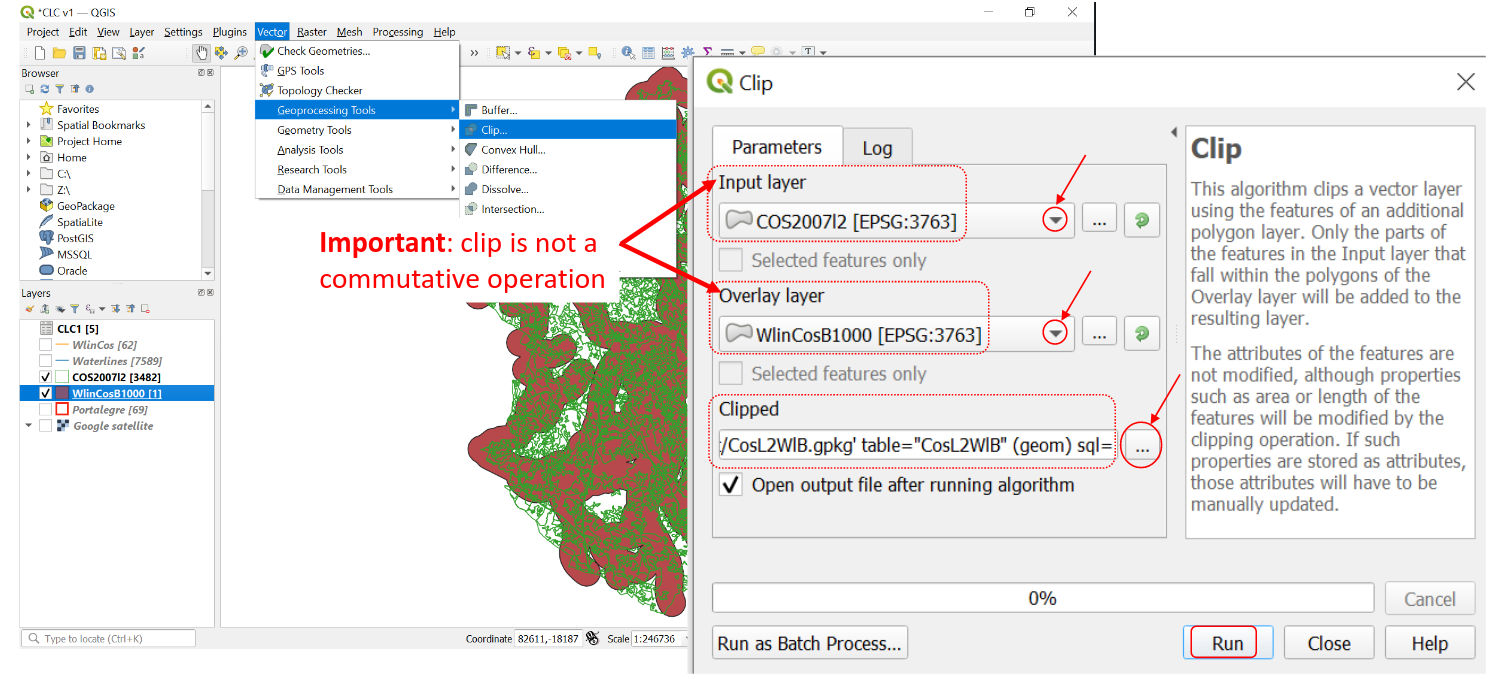 *CLC v1 — QGIS
Project Edit View Layer Settings Plugins Vector Raster Mesh Processing Help
Check Geometries...
GPS Tools
Topology Checker
Geoprocessing Tools
Geometry Tools
Analysis Tools
Research Tools
Data Management Tools
Buffer...
Clip...
Convex Hull...
Difference...
Dissolve...
Intersection...
Browser
Favorites
Spatial Bookmarks
Project Home
Home
C:\
Z:\
GeoPackage
SpatiaLite
PostGIS
MSSQL
Oracle
Important: clip is not a
commutative operation
Layers
CLC1 [5]
WlinCos [62]
Waterlines [7589]
COS2007l2 [3482]
WlinCosB1000 [1]
Portalegre [69]
Google satellite
Type to locate (Ctrl+K)
Coordinate 82611,-18187 Scale 1:246736
Clip
Parameters Log
Input layer
COS2007l2 [EPSG:3763]
...
Selected features only
Overlay layer
WlinCosB1000 [EPSG:3763]
...
Selected features only
Clipped
:/CosL2WlB.gpkg' table="CosL2WlB" (geom) sql=
...
Open output file after running algorithm
Clip
This algorithm clips a vector layer
using the features of an additional
polygon layer. Only the parts of
the features in the Input layer that
fall within the polygons of the
Overlay layer will be added to the
resulting layer.
The attributes of the features are
not modified, although properties
such as area or length of the
features will be modified by the
clipping operation. If such
properties are stored as attributes,
those attributes will have to be
manually updated.
0%
Cancel
Run as Batch Process...
Run
Close
Help